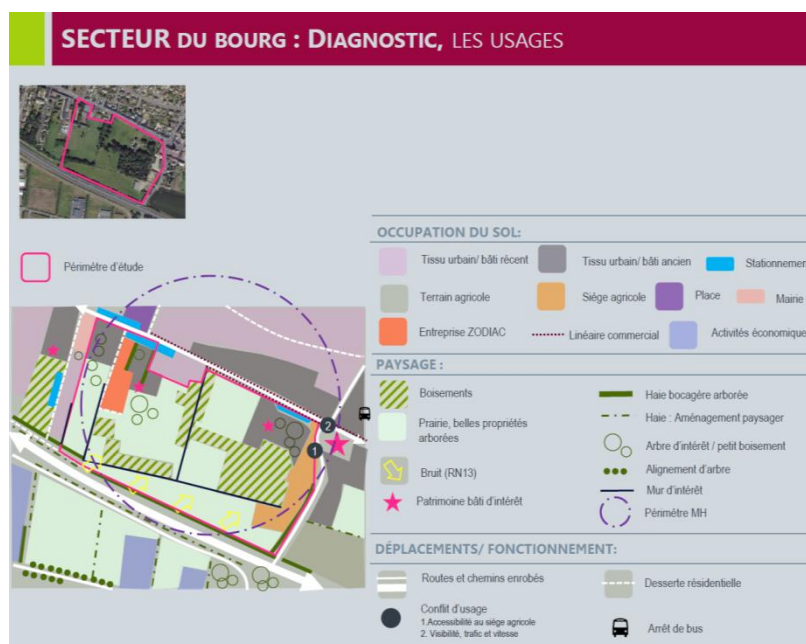 SECTEUR DU BOURG : DIAGNOSTIC, LES USAGES
Périmètre d'étude
OCCUPATION DU SOL:
Tissu urbain/ bâti récent
Tissu urbain/ bâti ancien
Stationnemen
Terrain agricole
Siège agricole
Place
Mairie
Entreprise ZODIAC
Linéaire commercial
Activités économique
PAYSAGE :
Boisements
Haie bocagère arborée
Prairie, belles propriétés
arborées
Haie : Aménagement paysager
Arbre d'intérêt / petit boisement
Bruit (RN13)
Alignement d'arbre
Patrimoine bâti d'intérêt
Mur d'intérêt
Périmètre MH
DÉPLACEMENTS/ FONCTIONNEMENT:
Routes et chemins enrobés
Desserte résidentielle
Conflit d'usage
1.Accessibilité au siège agricole
2. Visibilité, trafic et vitesse
Arrêt de bus
2
1